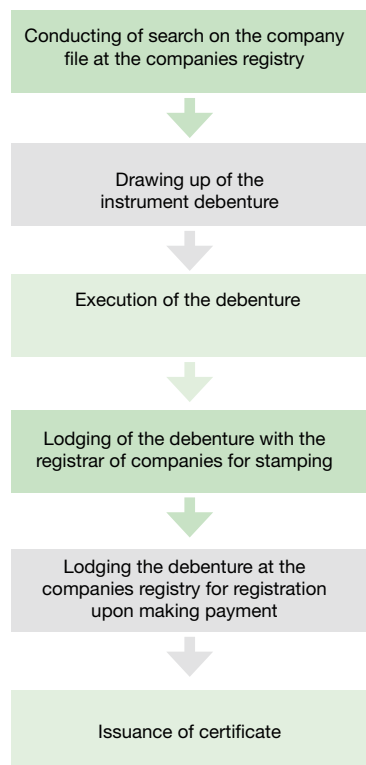 Conducting of search on the company
file at the companies registry
Drawing up of the
instrument debenture
Execution of the debenture
Lodging of the debenture with the
registrar of companies for stamping
Lodging the debenture at the
companies registry for registration
upon making payment
Issuance of certificate